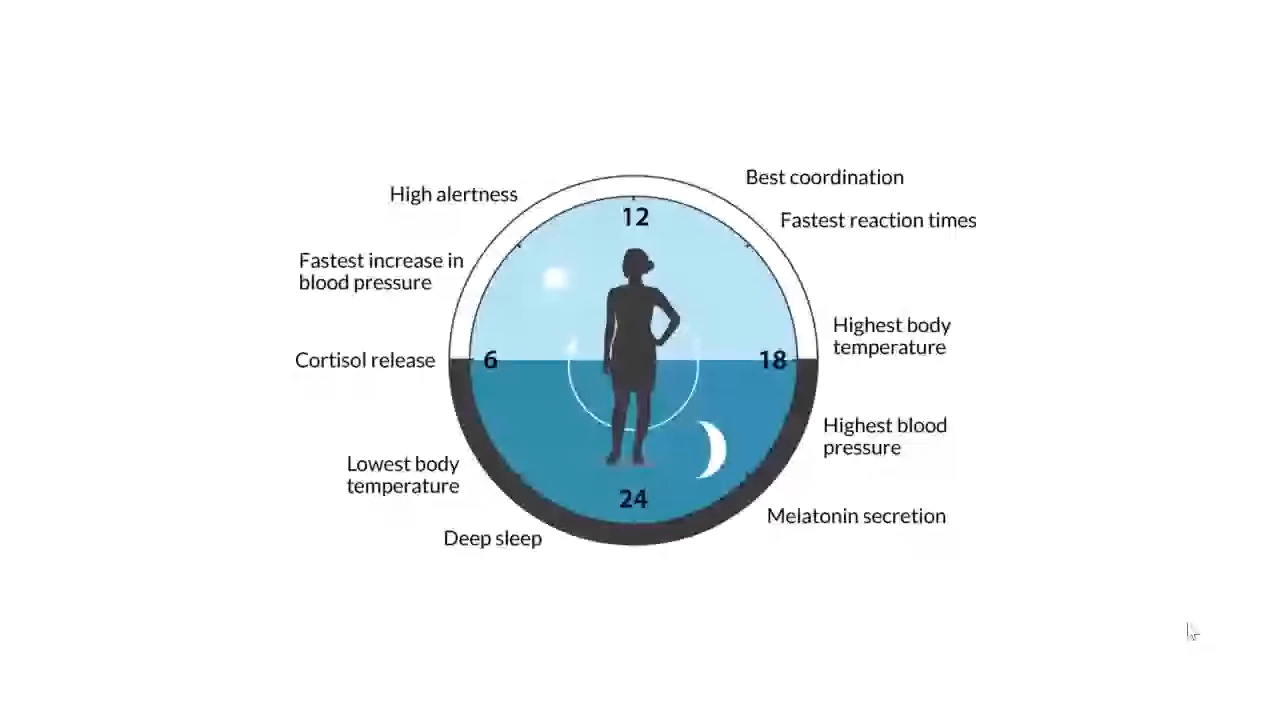 Best coordination
High alertness
12
Fastest reaction times
Fastest increase in
blood pressure
Highest body
temperature
Cortisol release
6
18
Highest blood
pressure
Lowest body
temperature
24
Melatonin secretion
Deep sleep